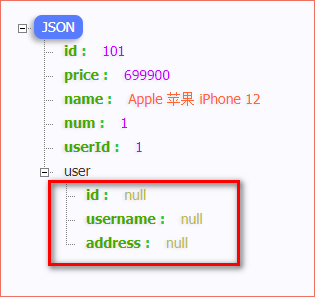 JSON
id : 101
price : 699900
name : Apple 苹果 iPhone 12
num : 1
userId : 1
user
id : null
username : null
address : null